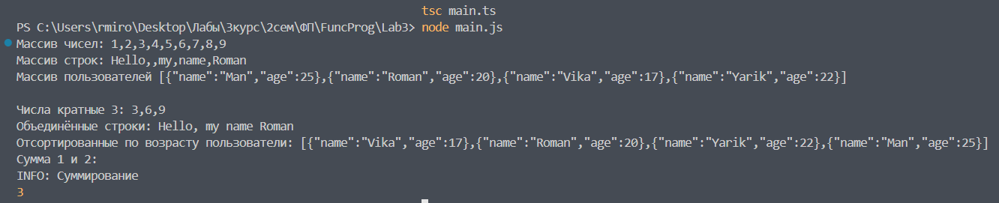 tsc main.ts
PS C:\Users\rmiro\Desktop\Лабы\3курс\2сем\ФП\FuncProg\Lab3> node main.js
Массив чисел: 1,2,3,4,5,6,7,8,9
Массив строк: Hello,,my,name,Roman
Массив пользователей [{"name":"Man","age":25},{"name":"Roman","age":20},{"name":"Vika","age":17},{"name":"Yarik","age":22}]
Числа кратные 3: 3,6,9
Объединённые строки: Hello, my name Roman
Отсортированные по возрасту пользователи: [{"name":"Vika","age":17},{"name":"Roman","age":20},{"name":"Yarik","age":22},{"name":"Man","age":25}]
Сумма 1 и 2:
INFO: Суммирование
3